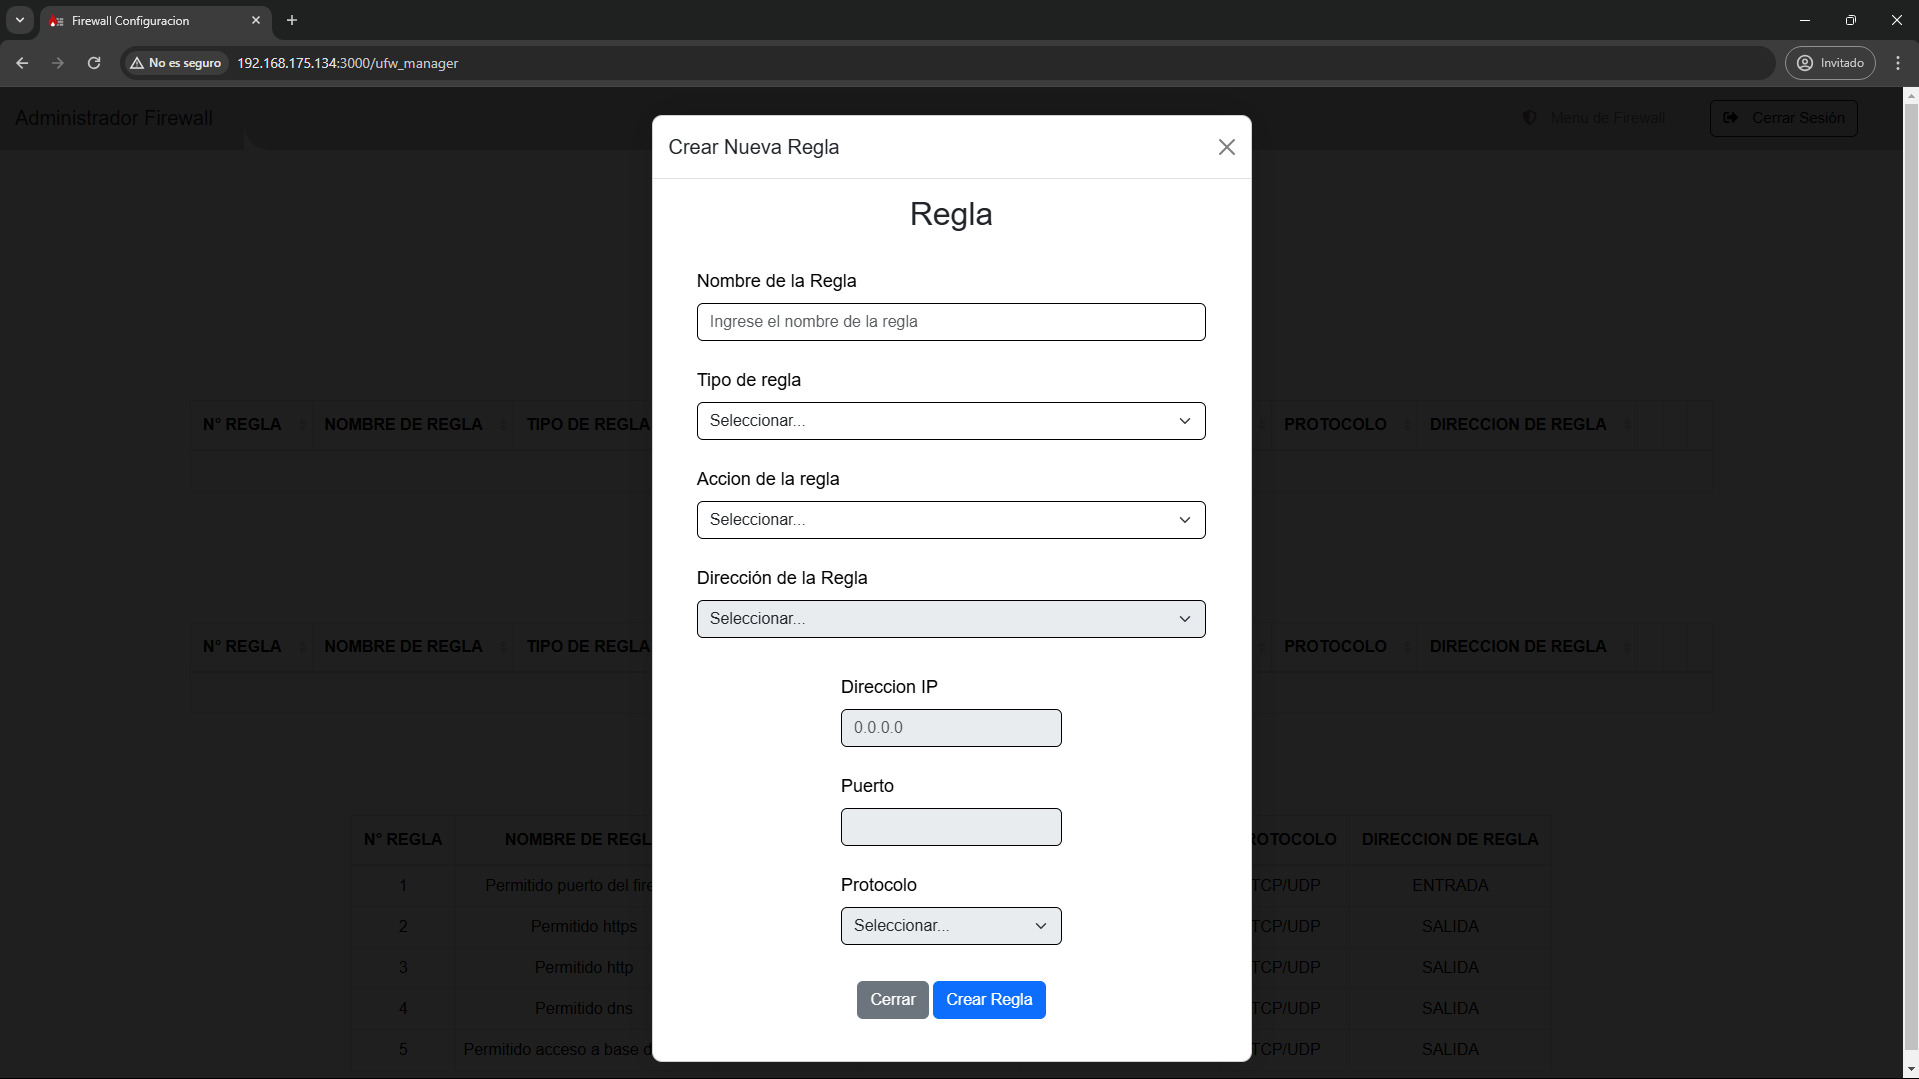 Firewall Configuracion
No es seguro
192.168.175.134:3000/ufw_manager
Invitado
Administrador Firewall
Menu de Firewall
Cerrar Sesión
Crear Nueva Regla
Regla
Nombre de la Regla
Ingrese el nombre de la regla
Tipo de regla
Seleccionar...
Accion de la regla
Seleccionar...
Dirección de la Regla
Seleccionar...
Direccion IP
0.0.0.0
Puerto
Protocolo
Seleccionar...
Cerrar
Crear Regla
N° REGLA NOMBRE DE REGLA TIPO DE REGLA PROTOCOLO DIRECCION DE REGLA
N° REGLA NOMBRE DE REGLA TIPO DE REGLA PROTOCOLO DIRECCION DE REGLA
N° REGLA NOMBRE DE REGL OTOCOLO DIRECCION DE REGLA
1 Permitido puerto del fire TCP/UDP ENTRADA
2 Permitido https TCP/UDP SALIDA
3 Permitido http TCP/UDP SALIDA
4 Permitido dns TCP/UDP SALIDA
5 Permitido acceso a base d TCP/UDP SALIDA